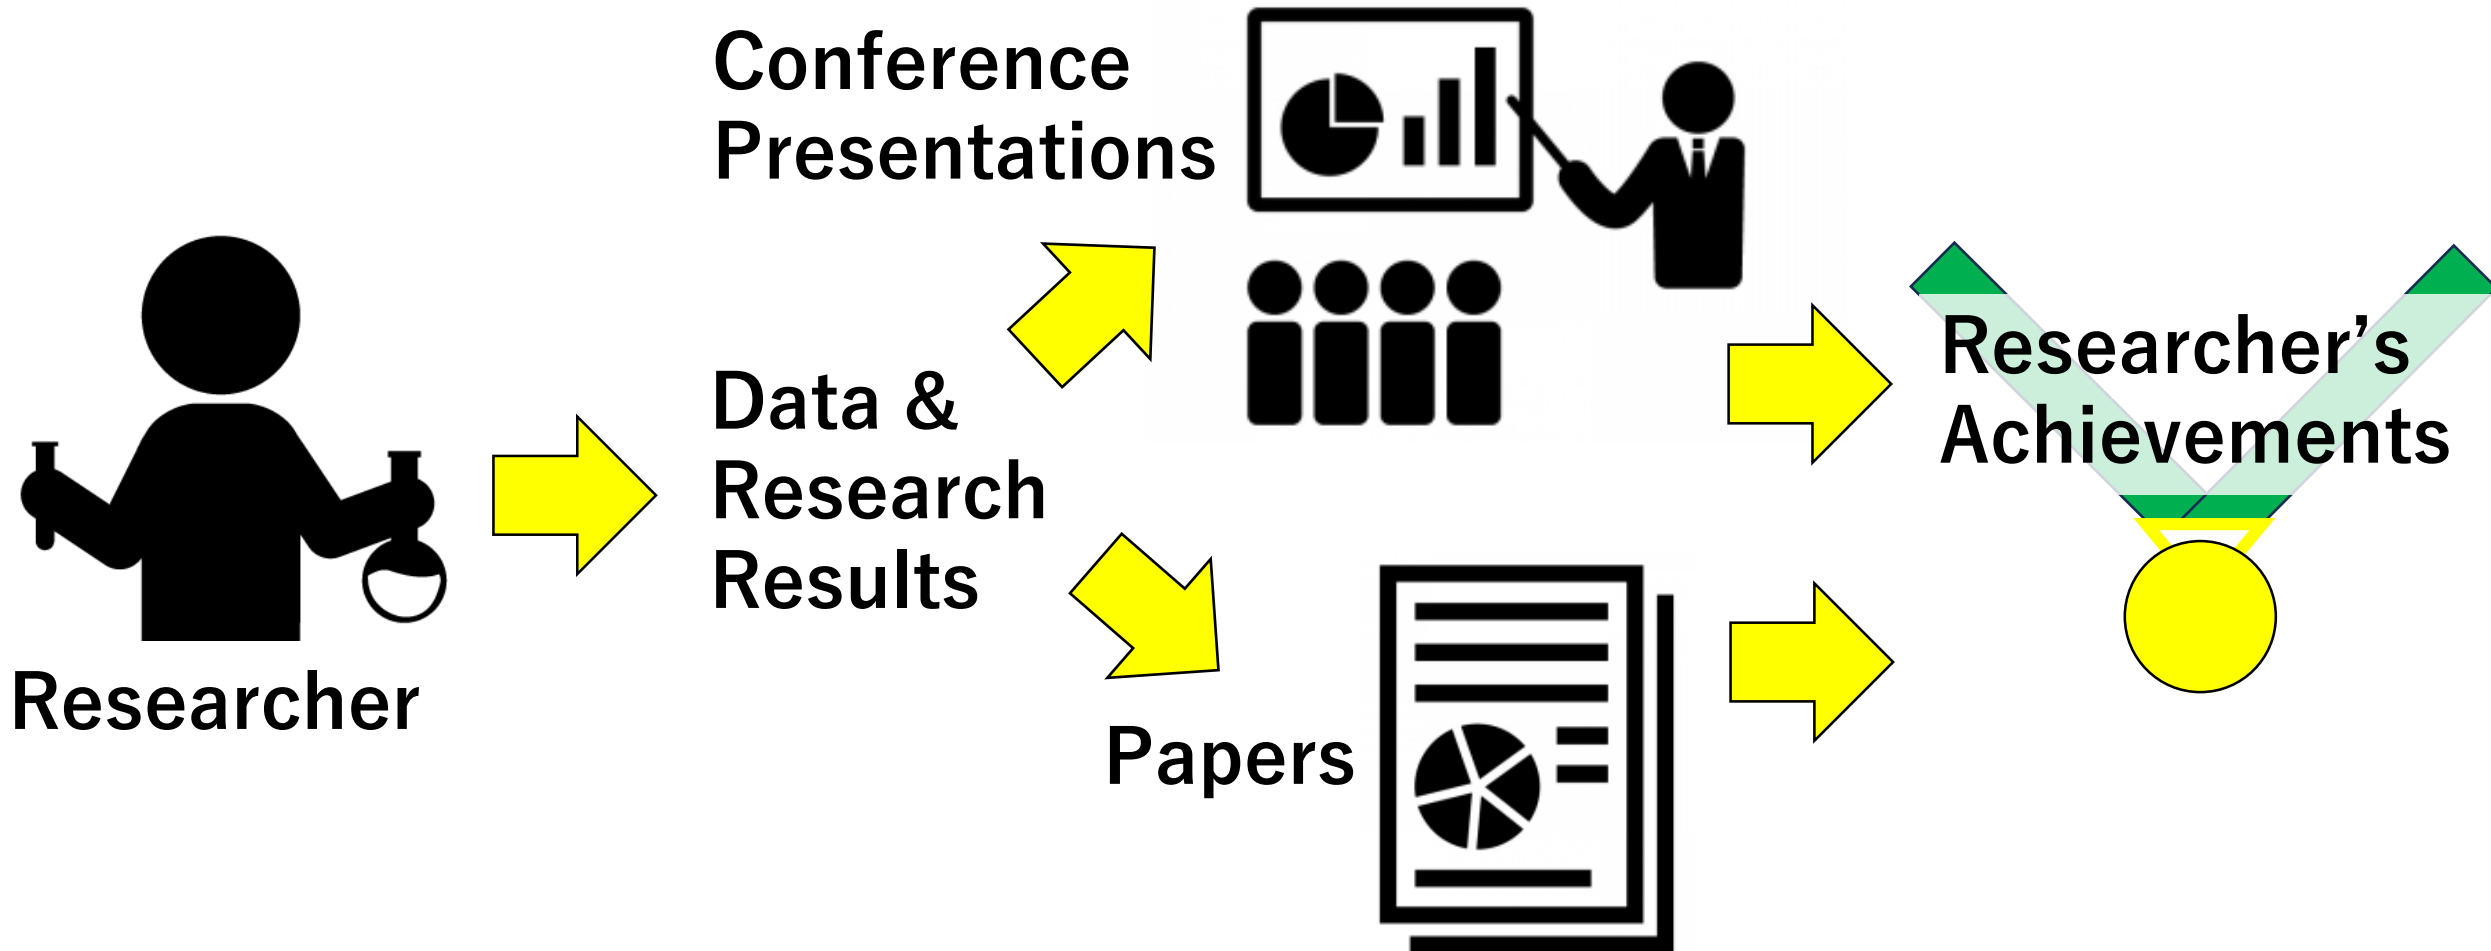 Conference
Presentations
Researcher
Data &
Research
Results
Papers
Researcher’s
Achievements